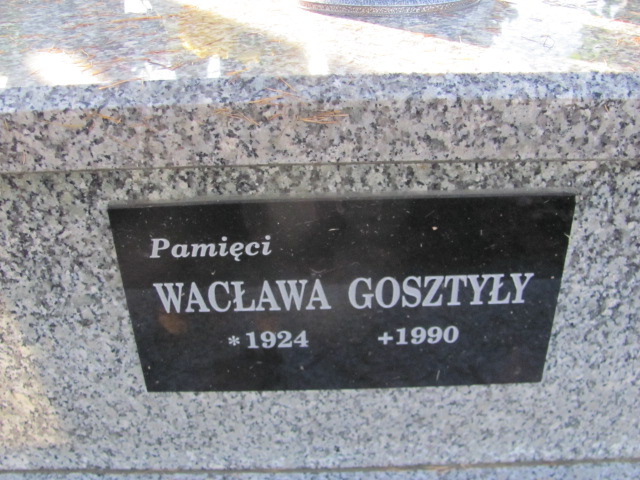 Pamięci
WACŁAWA GOSZTYŁY
*1924 +1990